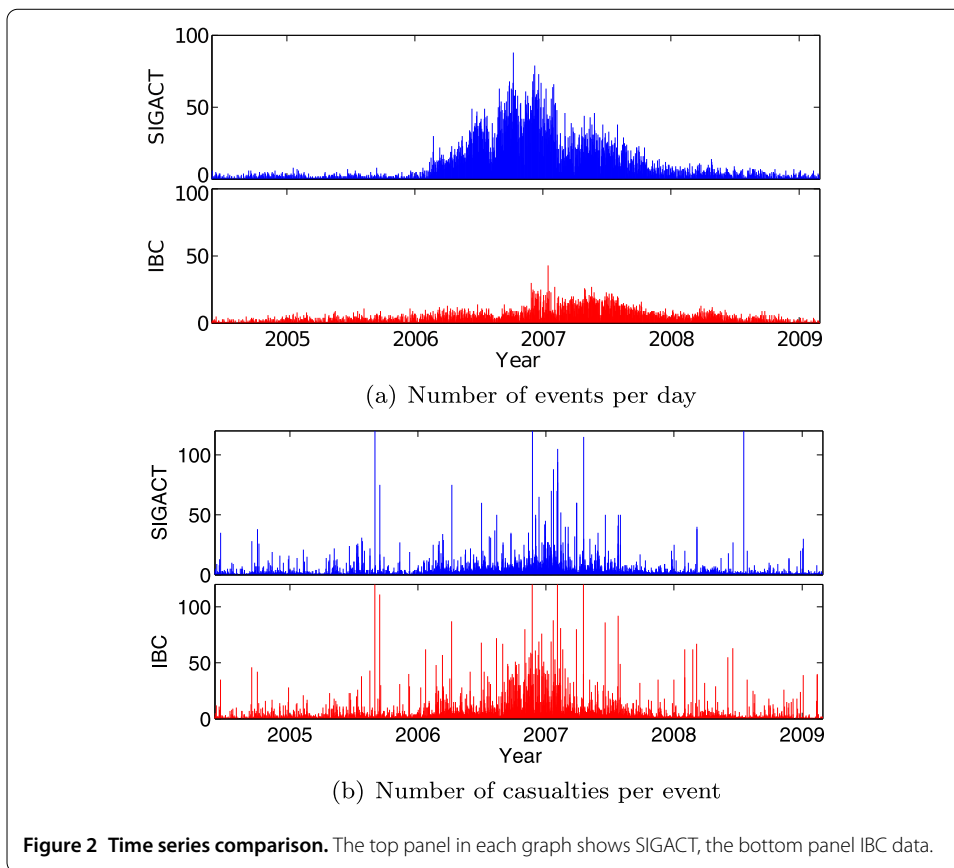 100
50
0
SIGACT
100
50
0
IBC
2005 2006 2007 2008 2009
Year
(a) Number of events per day
100
50
0
SIGACT
100
50
0
IBC
2005 2006 2007 2008 2009
Year
(b) Number of casualties per event
Figure 2 Time series comparison. The top panel in each graph shows SIGACT, the bottom panel IBC data.